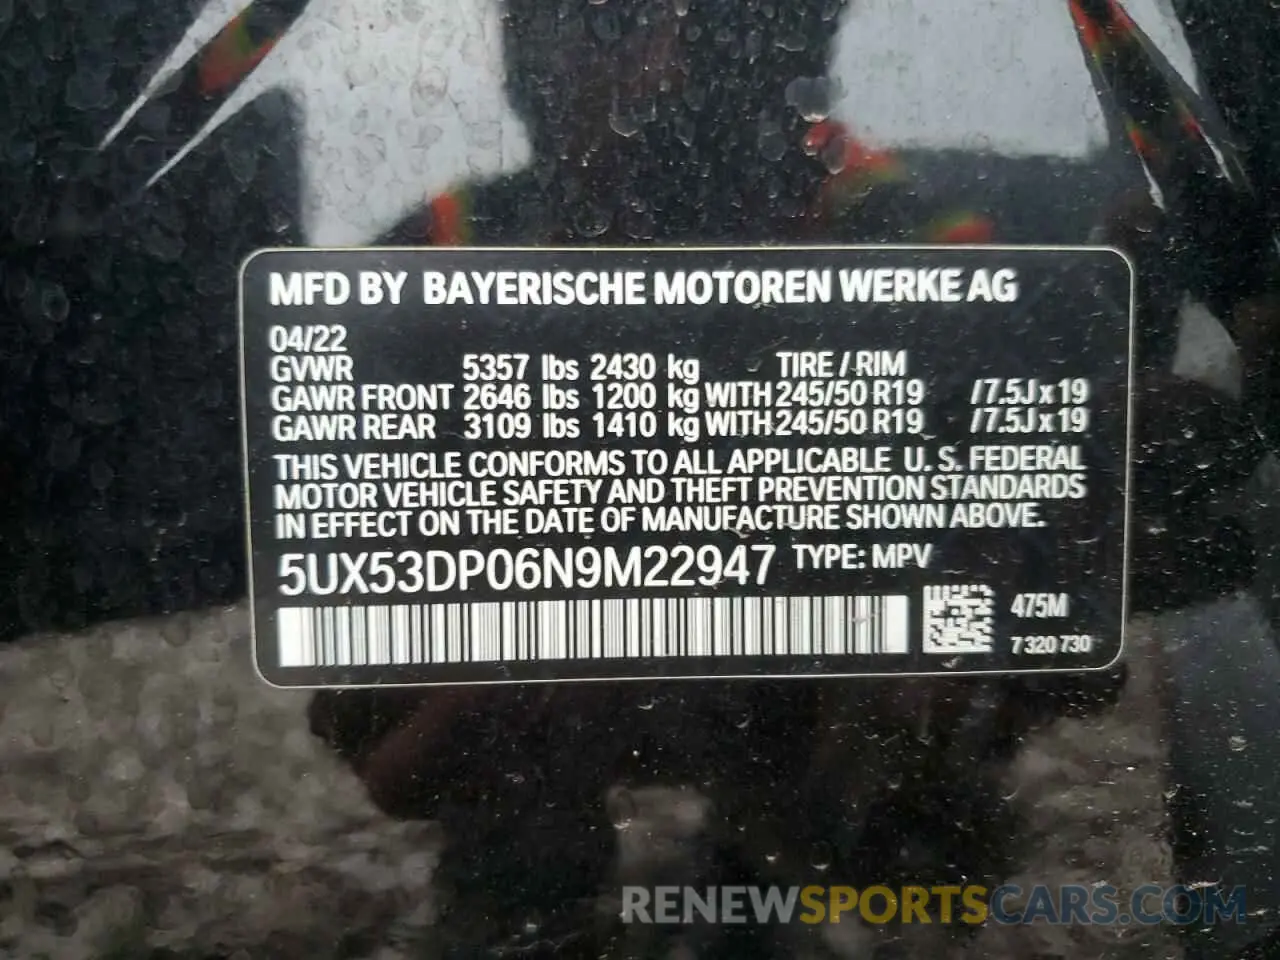 MFD BY BAYERISCHE MOTOREN WERKE AG
04/22
GVWR 5357 lbs 2430 kg TIRE / RIM
GAWR FRONT 2646 lbs 1200 kg WITH 245/50 R19 /7.5J x 19
GAWR REAR 3109 lbs 1410 kg WITH 245/50 R19 /7.5J x 19
THIS VEHICLE CONFORMS TO ALL APPLICABLE U. S. FEDERAL
MOTOR VEHICLE SAFETY AND THEFT PREVENTION STANDARDS
IN EFFECT ON THE DATE OF MANUFACTURE SHOWN ABOVE.
5UX53DP06N9M22947 TYPE: MPV
475M
7 320 730
RENEWSPORTSCARS.COM